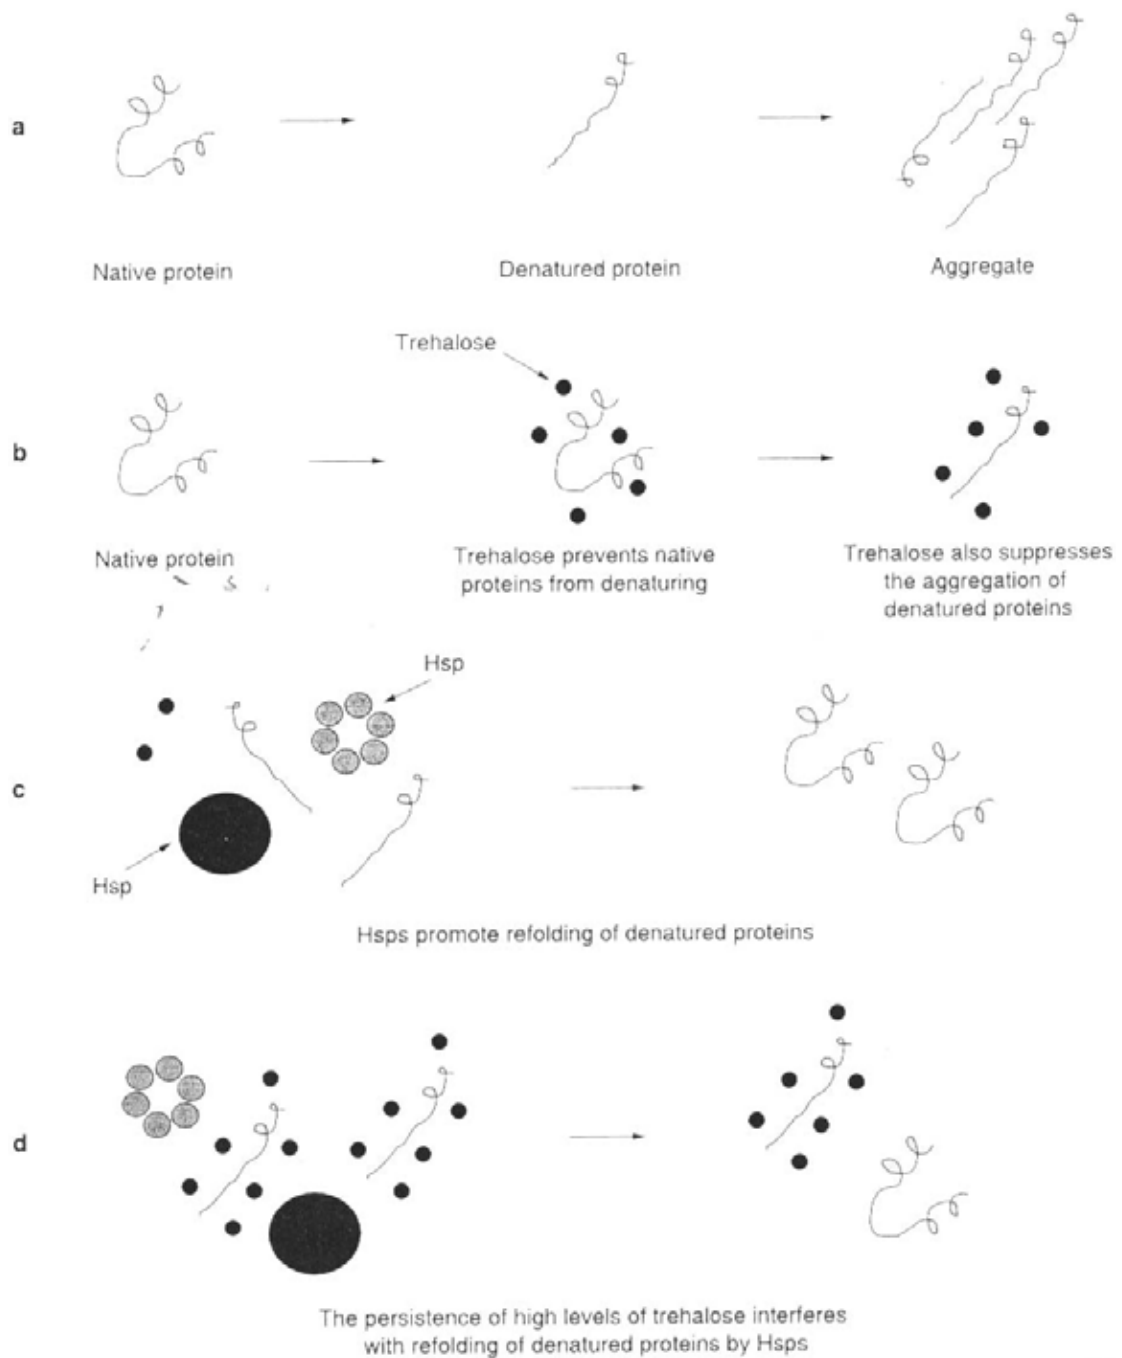 a
Native protein
Denatured protein
Aggregate
Trehalose
b
Native protein
Trehalose prevents native
proteins from denaturing
Trehalose also suppresses
the aggregation of
denatured proteins
Hsp
c
Hsp
Hsps promote refolding of denatured proteins
d
The persistence of high levels of trehalose interferes
with refolding of denatured proteins by Hsps